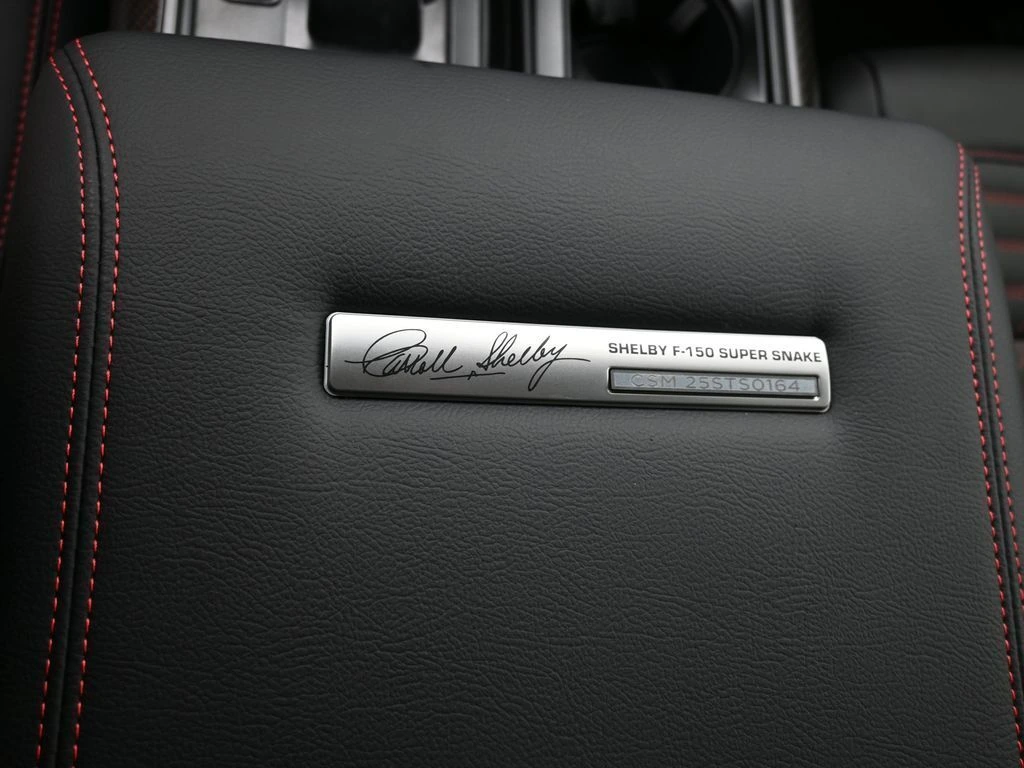 Carroll Shelby
SHELBY F-150 SUPER SNAKE
CSM 25STS0164